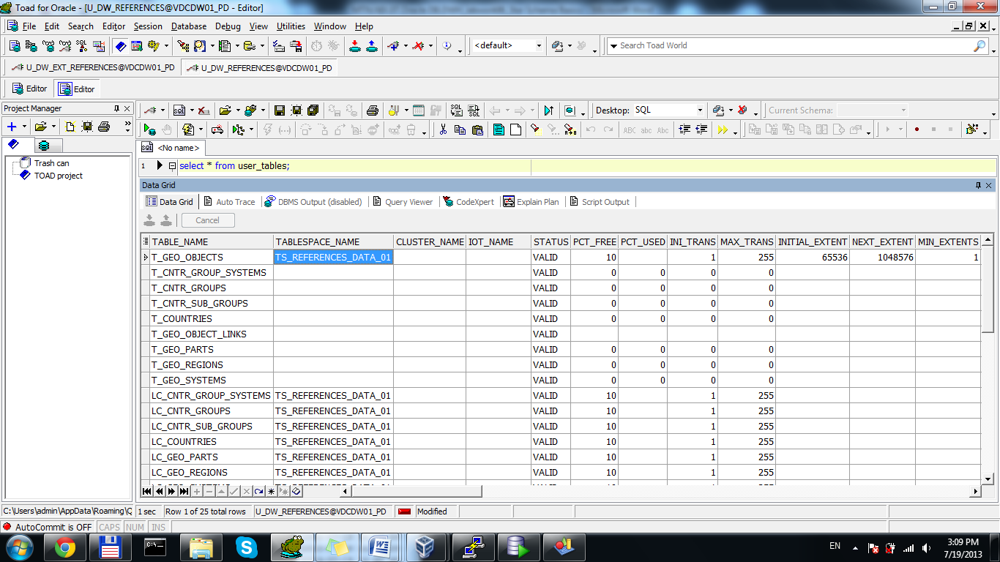 Toad for Oracle - [U_DW_REFERENCES@VDCDW01_PD - Editor]
File Edit Search Editor Session Database Debug View Utilities Window Help
<default> Search Toad World
U_DW_EXT_REFERENCES@VDCDW01_PD U_DW_REFERENCES@VDCDW01_PD
Editor Editor
Project Manager
Desktop: SQL Current Schema:
SQL <No name>
Trash can
TOAD project
1 select * from user_tables;
Data Grid
Data Grid Auto Trace DBMS Output (disabled) Query Viewer CodeXpert Explain Plan Script Output
Cancel
TABLE_NAME TABLESPACE_NAME CLUSTER_NAME IOT_NAME STATUS PCT_FREE PCT_USED INI_TRANS MAX_TRANS INITIAL_EXTENT NEXT_EXTENT MIN_EXTENTS
T_GEO_OBJECTS TS_REFERENCES_DATA_01 VALID 10 1 255 65536 1048576 1
T_CNTR_GROUP_SYSTEMS VALID 0 0 0 0
T_CNTR_GROUPS VALID 0 0 0 0
T_CNTR_SUB_GROUPS VALID 0 0 0 0
T_COUNTRIES VALID 0 0 0 0
T_GEO_OBJECT_LINKS VALID
T_GEO_PARTS VALID 0 0 0 0
T_GEO_REGIONS VALID 0 0 0 0
T_GEO_SYSTEMS VALID 0 0 0 0
LC_CNTR_GROUP_SYSTEMS TS_REFERENCES_DATA_01 VALID 10 1 255
LC_CNTR_GROUPS TS_REFERENCES_DATA_01 VALID 10 1 255
LC_CNTR_SUB_GROUPS TS_REFERENCES_DATA_01 VALID 10 1 255
LC_COUNTRIES TS_REFERENCES_DATA_01 VALID 10 1 255
LC_GEO_PARTS TS_REFERENCES_DATA_01 VALID 10 1 255
LC_GEO_REGIONS TS_REFERENCES_DATA_01 VALID 10 1 255
C:\Users\admin\AppData\Roaming\Q 1 sec Row 1 of 25 total rows U_DW_REFERENCES@VDCDW01_PD Modified
AutoCommit is OFF CAPS NUM INS
EN 3:09 PM
7/19/2013